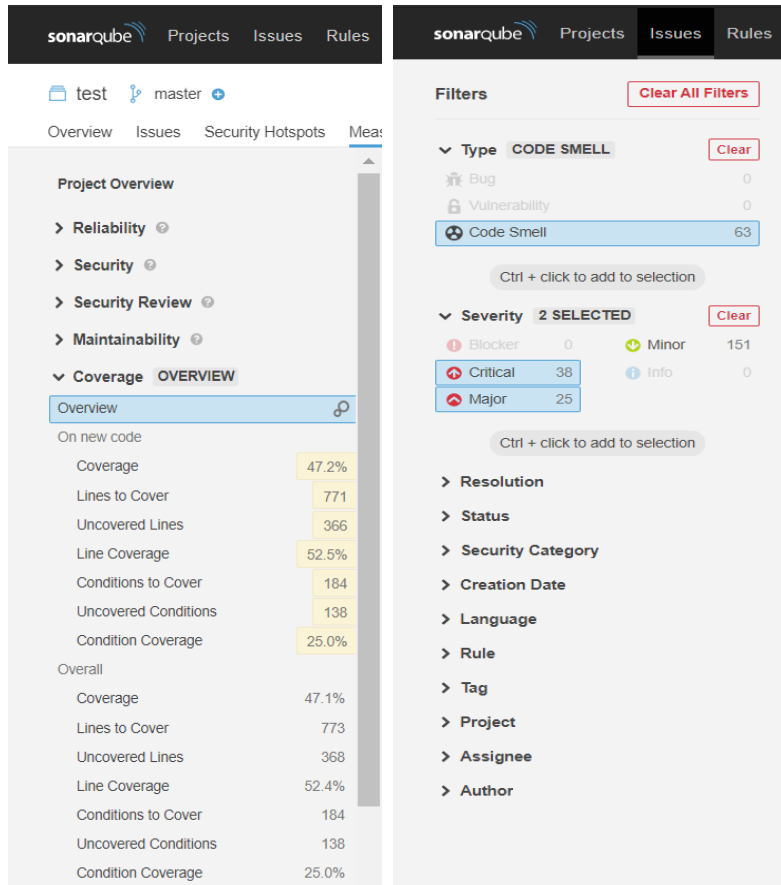 sonarqube Projects Issues Rules
test master
Overview Issues Security Hotspots Meas
Project Overview
Reliability
Security
Security Review
Maintainability
Coverage OVERVIEW
Overview
On new code
Coverage 47.2%
Lines to Cover 771
Uncovered Lines 366
Line Coverage 52.5%
Conditions to Cover 184
Uncovered Conditions 138
Condition Coverage 25.0%
Overall
Coverage 47.1%
Lines to Cover 773
Uncovered Lines 368
Line Coverage 52.4%
Conditions to Cover 184
Uncovered Conditions 138
Condition Coverage 25.0%
sonarqube Projects Issues Rules
Filters Clear All Filters
Type CODE SMELL Clear
Bug 0
Vulnerability 0
Code Smell 63
Ctrl + click to add to selection
Severity 2 SELECTED Clear
Blocker 0 Minor 151
Critical 38 Info 0
Major 25
Ctrl + click to add to selection
Resolution
Status
Security Category
Creation Date
Language
Rule
Tag
Project
Assignee
Author